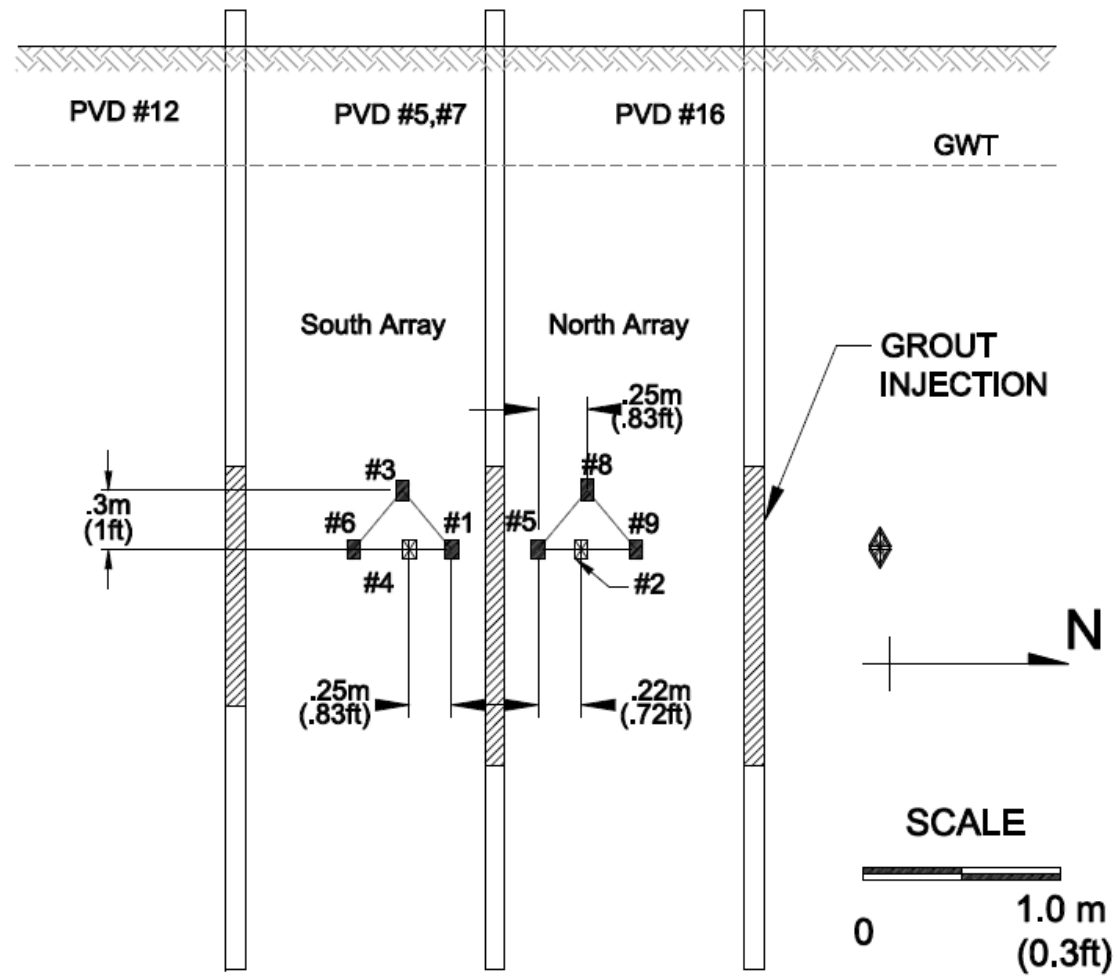 PVD #12
PVD #5,#7
PVD #16
GWT
South Array
North Array
GROUT
INJECTION
.25m
(.83ft)
#3
#8
.3m
(1ft)
#6
#1
#5
#9
#4
#2
N
.25m
(.83ft)
.22m
(.72ft)
SCALE
0
1.0 m
(0.3ft)